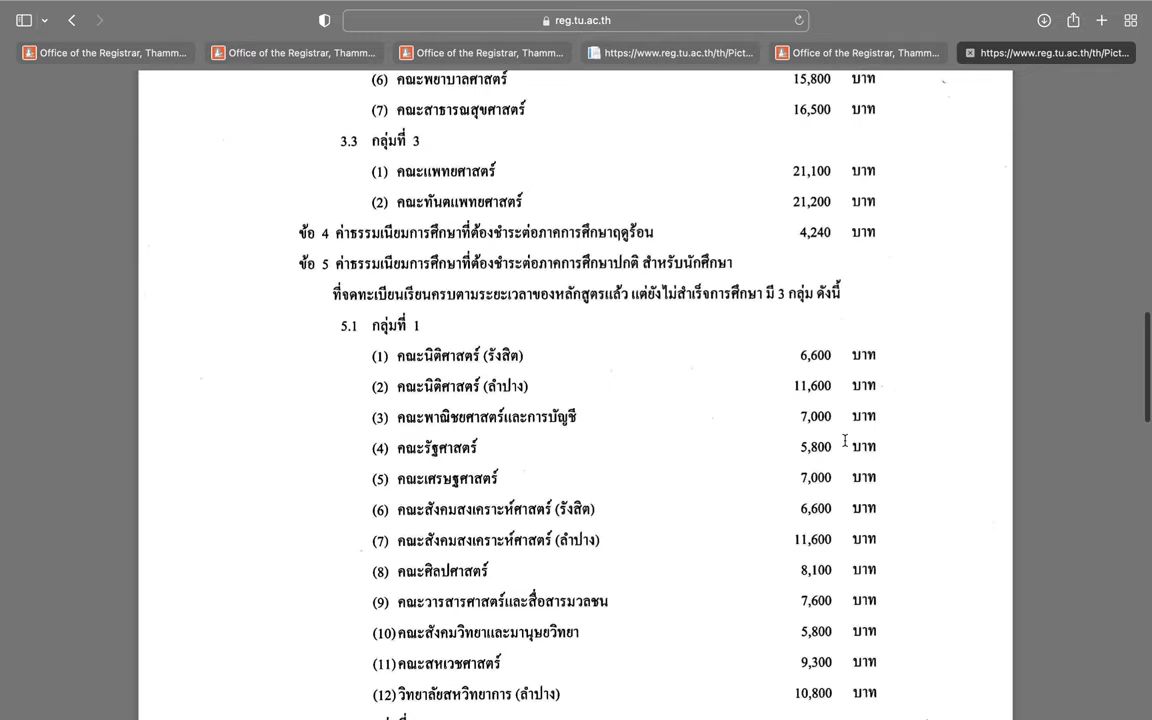 reg.tu.ac.th
Office of the Registrar, Thamm... Office of the Registrar, Thamm... Office of the Registrar, Thamm... https://www.reg.tu.ac.th/th/Pict... Office of the Registrar, Thamm... https://www.reg.tu.ac.th/th/Pict...
(6) คณะพยาบาลศาสตร์ 15,800 บาท
(7) คณะสาธารณสุขศาสตร์ 16,500 บาท
3.3 กลุ่มที่ 3
(1) คณะแพทยศาสตร์ 21,100 บาท
(2) คณะทันตแพทยศาสตร์ 21,200 บาท
ข้อ 4 ค่าธรรมเนียมการศึกษาที่ต้องชำระต่อภาคการศึกษาฤดูร้อน 4,240 บาท
ข้อ 5 ค่าธรรมเนียมการศึกษาที่ต้องชำระต่อภาคการศึกษาปกติ สำหรับนักศึกษา
ที่จดทะเบียนเรียนครบตามระยะเวลาของหลักสูตรแล้ว แต่ยังไม่สำเร็จการศึกษา มี 3 กลุ่ม ดังนี้
5.1 กลุ่มที่ 1
(1) คณะนิติศาสตร์ (รังสิต) 6,600 บาท
(2) คณะนิติศาสตร์ (ลำปาง) 11,600 บาท
(3) คณะพาณิชยศาสตร์และการบัญชี 7,000 บาท
(4) คณะรัฐศาสตร์ 5,800 บาท
(5) คณะเศรษฐศาสตร์ 7,000 บาท
(6) คณะสังคมสงเคราะห์ศาสตร์ (รังสิต) 6,600 บาท
(7) คณะสังคมสงเคราะห์ศาสตร์ (ลำปาง) 11,600 บาท
(8) คณะศิลปศาสตร์ 8,100 บาท
(9) คณะวารสารศาสตร์และสื่อสารมวลชน 7,600 บาท
(10) คณะสังคมวิทยาและมานุษยวิทยา 5,800 บาท
(11) คณะสหเวชศาสตร์ 9,300 บาท
(12) วิทยาลัยสหวิทยาการ (ลำปาง) 10,800 บาท